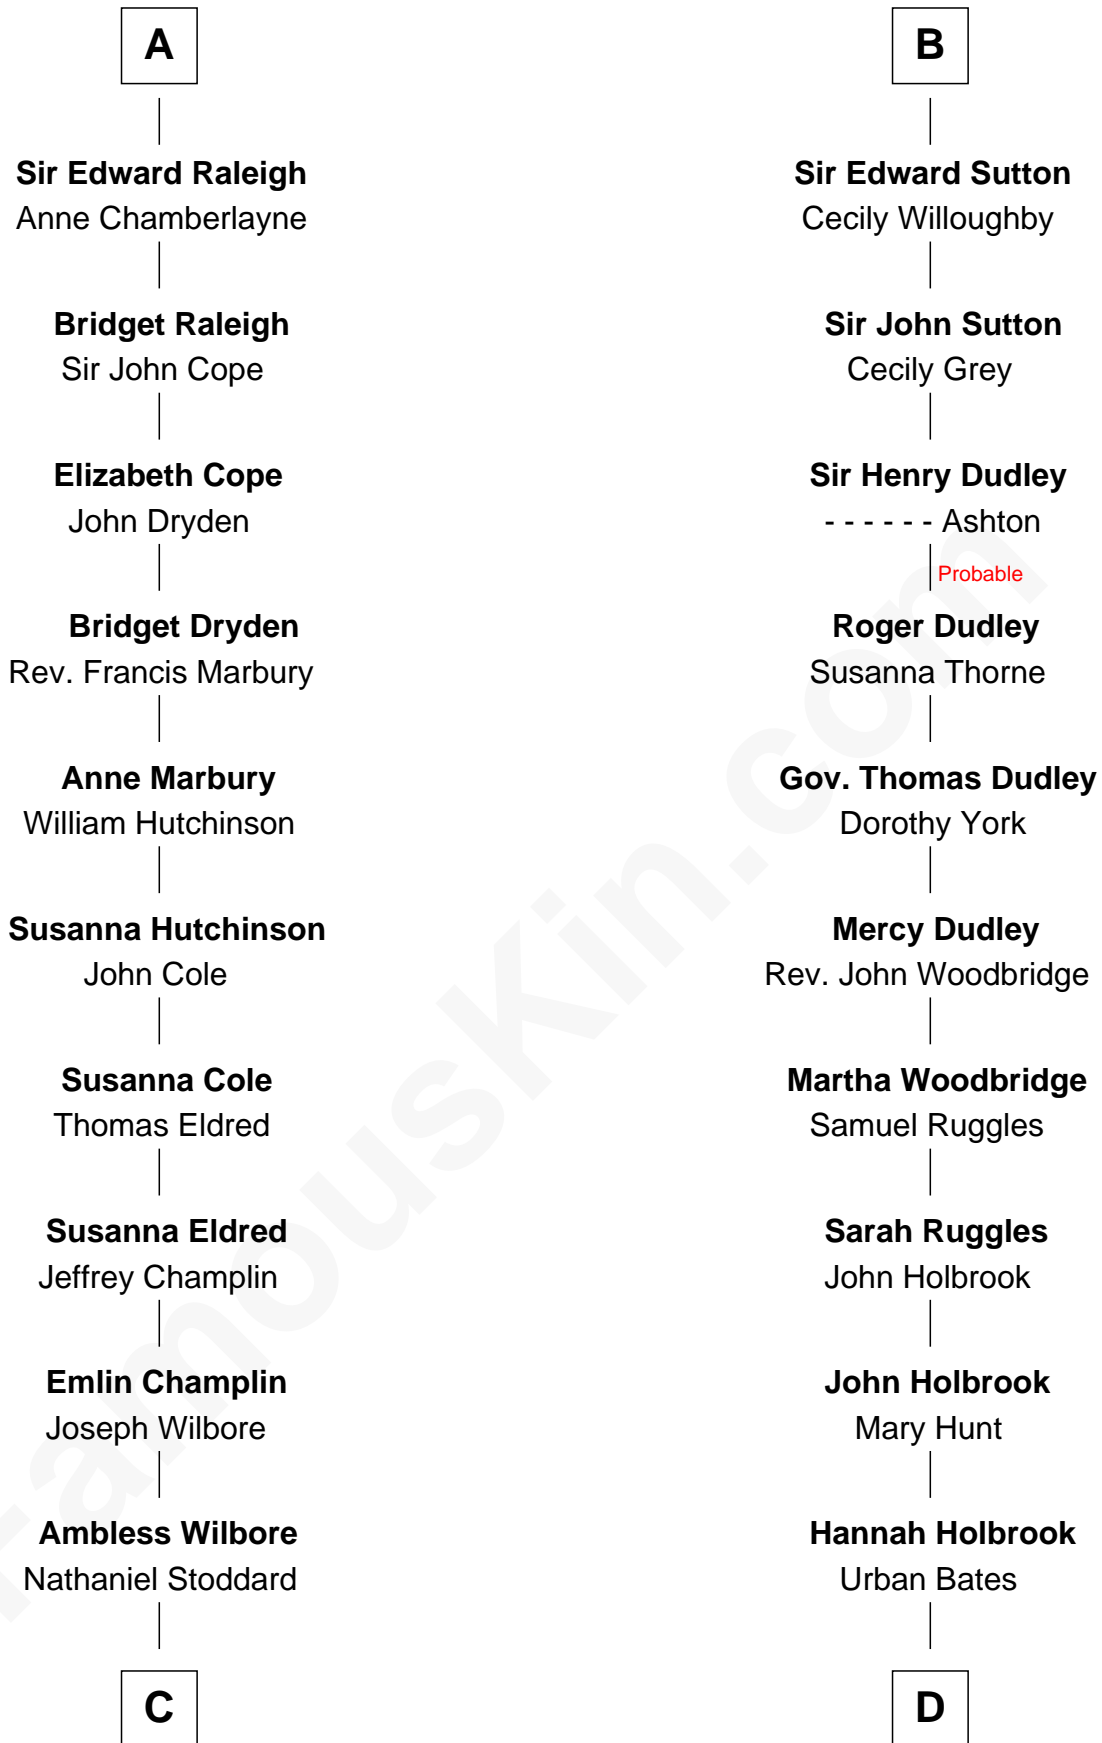 A
Sir Edward Raleigh
Anne Chamberlayne
Bridget Raleigh
Sir John Cope
Elizabeth Cope
John Dryden
Bridget Dryden
Rev. Francis Marbury
Anne Marbury
William Hutchinson
Susanna Hutchinson
John Cole
Susanna Cole
Thomas Eldred
Susanna Eldred
Jeffrey Champlin
Emlin Champlin
Joseph Wilbore
Ambless Wilbore
Nathaniel Stoddard
C
B
Sir Edward Sutton
Cecily Willoughby
Sir John Sutton
Cecily Grey
Sir Henry Dudley
- - - - - - Ashton
Probable
Roger Dudley
Susanna Thorne
Gov. Thomas Dudley
Dorothy York
Mercy Dudley
Rev. John Woodbridge
Martha Woodbridge
Samuel Ruggles
Sarah Ruggles
John Holbrook
John Holbrook
Mary Hunt
Hannah Holbrook
Urban Bates
D
FamousKin.com